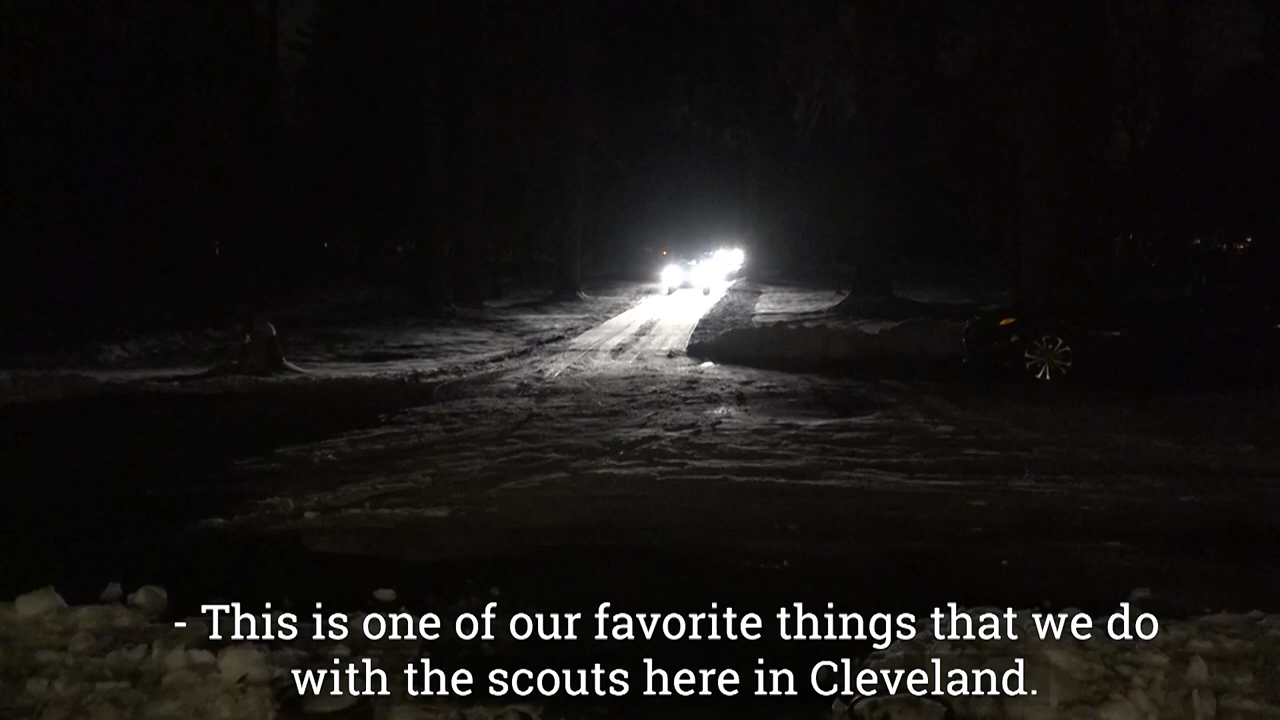 - This is one of our favorite things that we do
with the scouts here in Cleveland.